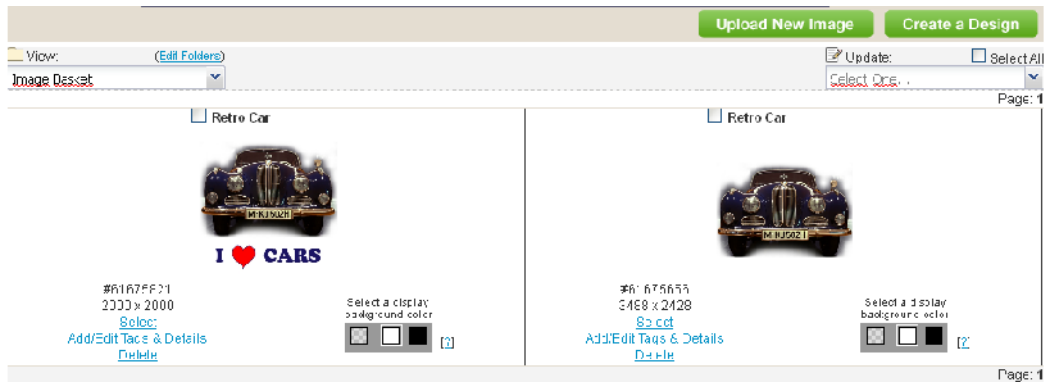 Upload New Image Create a Design
View: (Edit Folders) Update: Select All
Image Basket Select One...
Page: 1
Retro Car Retro Car
I CARS
2000 x 2000 Select a display Select a display
Select background color Select background color
Add/Edit Tags & Details [?] Add/Edit Tags & Details [?]
Delete Delete
Page: 1